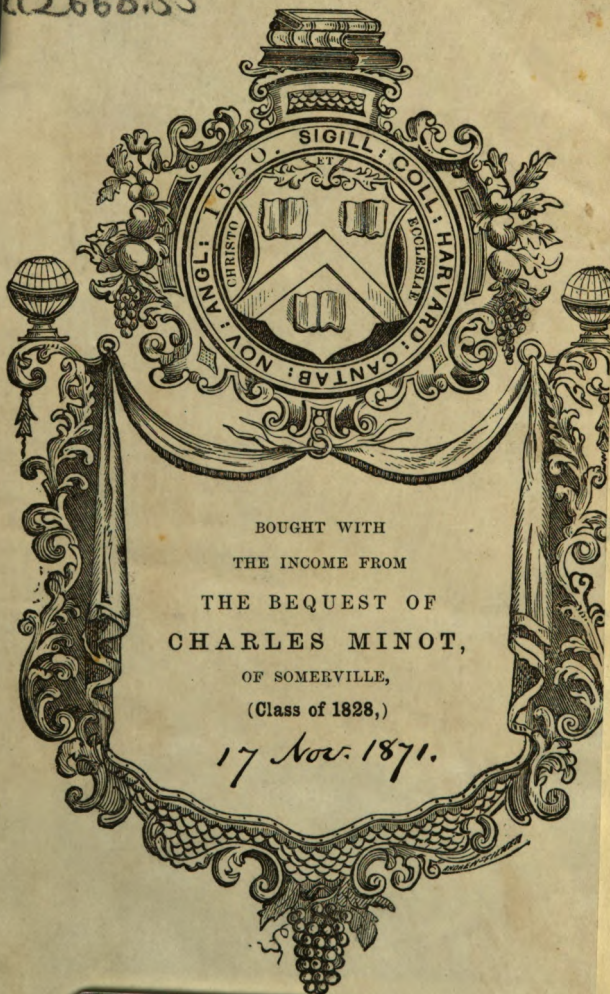 SIGILL: COLL: HARVARD: CANTAB: NOV: ANGL: 1650.
ET
CHRISTO
ECCLESIAE
BOUGHT WITH
THE INCOME FROM
THE BEQUEST OF
CHARLES MINOT,
OF SOMERVILLE,
(Class of 1828,)
17 Nov. 1871.